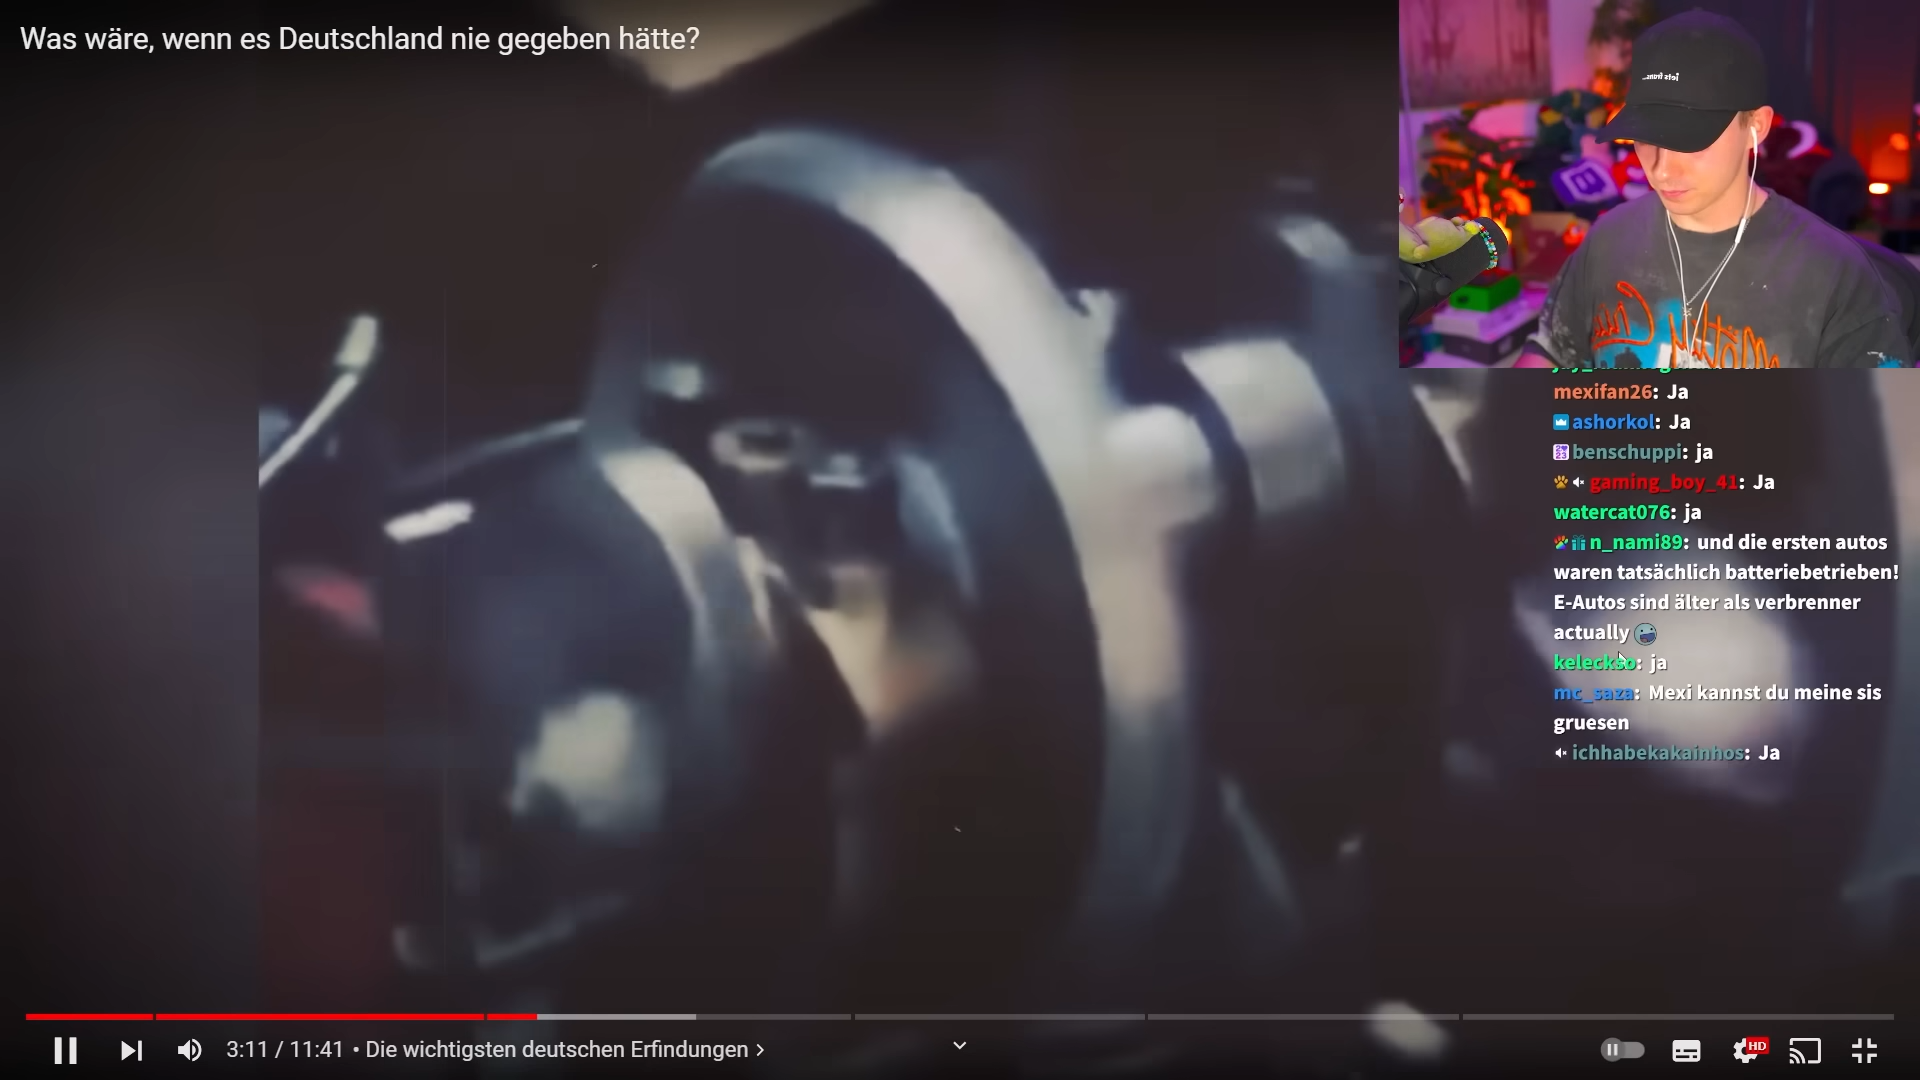 Was wäre, wenn es Deutschland nie gegeben hätte?
mexifan26: Ja
ashorkol: Ja
benschuppi: ja
gaming_boy_41: Ja
watercat076: ja
n_nami89: und die ersten autos
waren tatsächlich batteriebetrieben!
E-Autos sind älter als verbrenner
actually
keleckso: ja
mc_saza: Mexi kannst du meine sis
gruesen
ichhabekakainhos: Ja
3:11 / 11:41 • Die wichtigsten deutschen Erfindungen
HD